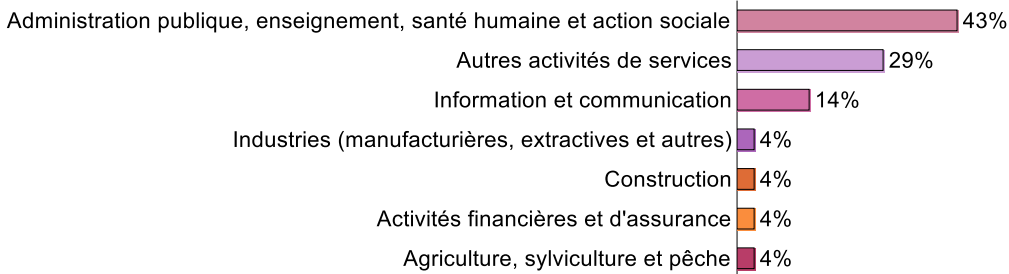 Administration publique, enseignement, santé humaine et action sociale 43%
Autres activités de services 29%
Information et communication 14%
Industries (manufacturières, extractives et autres) 4%
Construction 4%
Activités financières et d'assurance 4%
Agriculture, sylviculture et pêche 4%